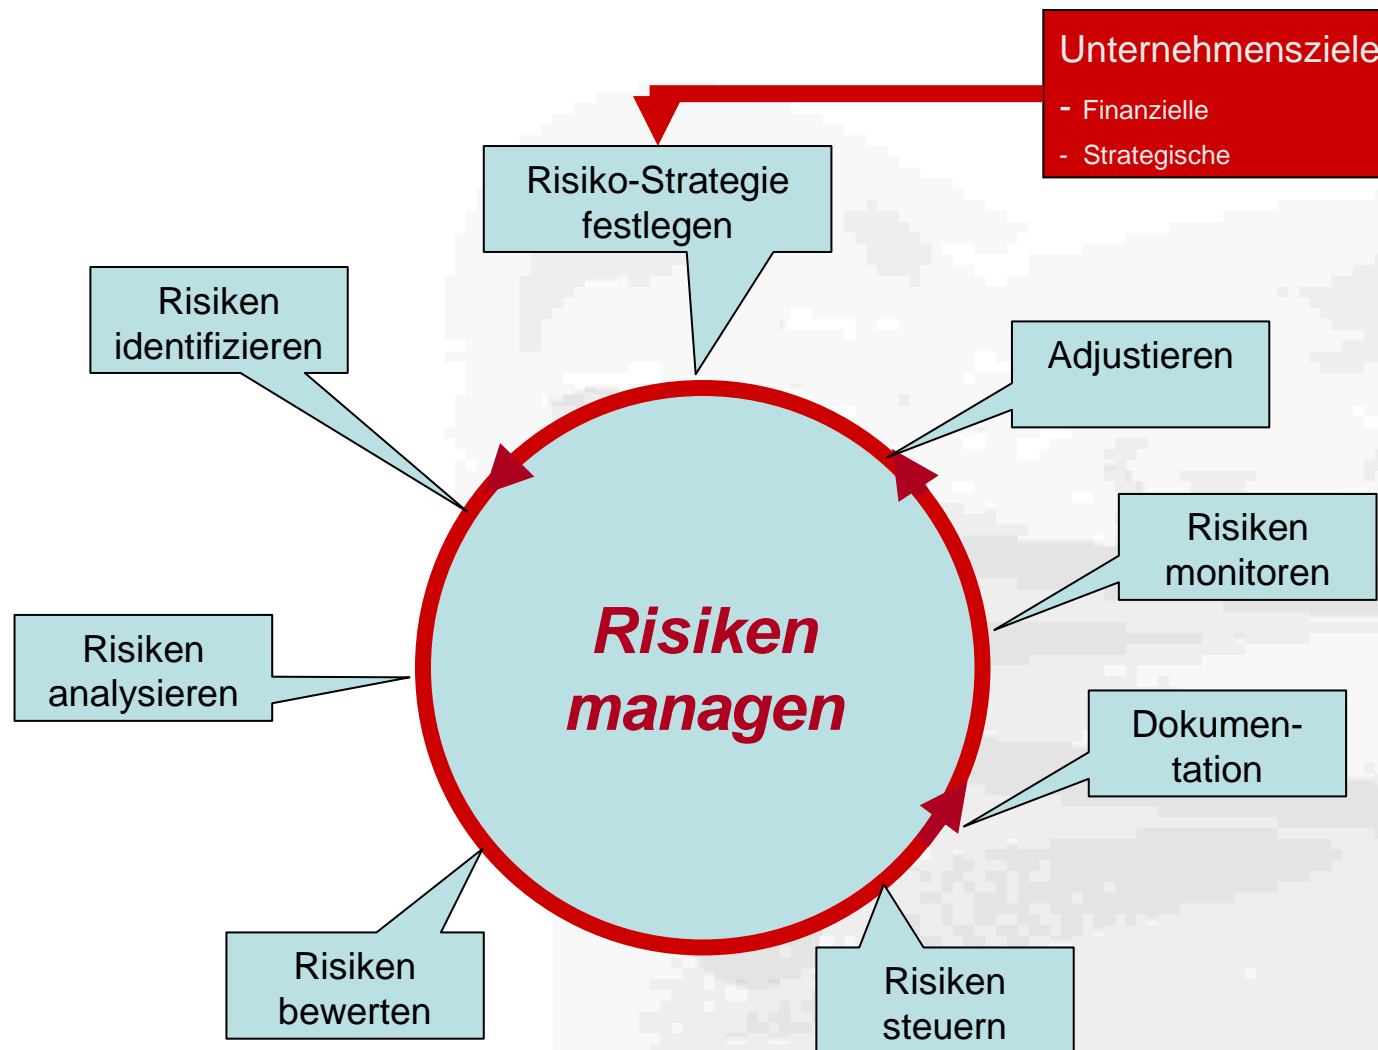 Unternehmensziele
- Finanzielle
- Strategische
Risiko-Strategie
festlegen
Risiken
identifizieren
Adjustieren
Risiken
monitoren
Risiken
managen
Risiken
analysieren
Dokumen-
tation
Risiken
bewerten
Risiken
steuern